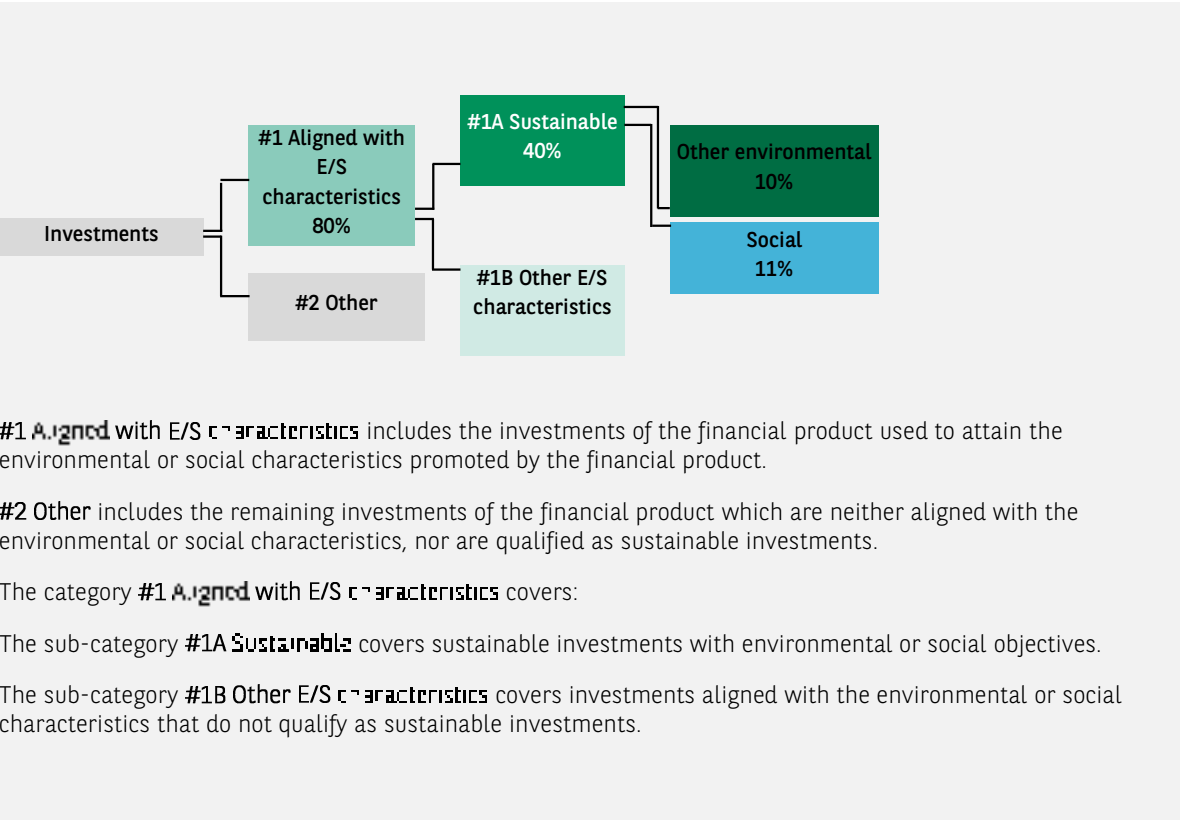 #1A Sustainable
40%
#1 Aligned with
E/S
characteristics
80%
Other environmental
10%
Investments
Social
11%
#1B Other E/S
characteristics
#2 Other
#1 Aligned with E/S characteristics includes the investments of the financial product used to attain the
environmental or social characteristics promoted by the financial product.
#2 Other includes the remaining investments of the financial product which are neither aligned with the
environmental or social characteristics, nor are qualified as sustainable investments.
The category #1 Aligned with E/S characteristics covers:
The sub-category #1A Sustainable covers sustainable investments with environmental or social objectives.
The sub-category #1B Other E/S characteristics covers investments aligned with the environmental or social
characteristics that do not qualify as sustainable investments.